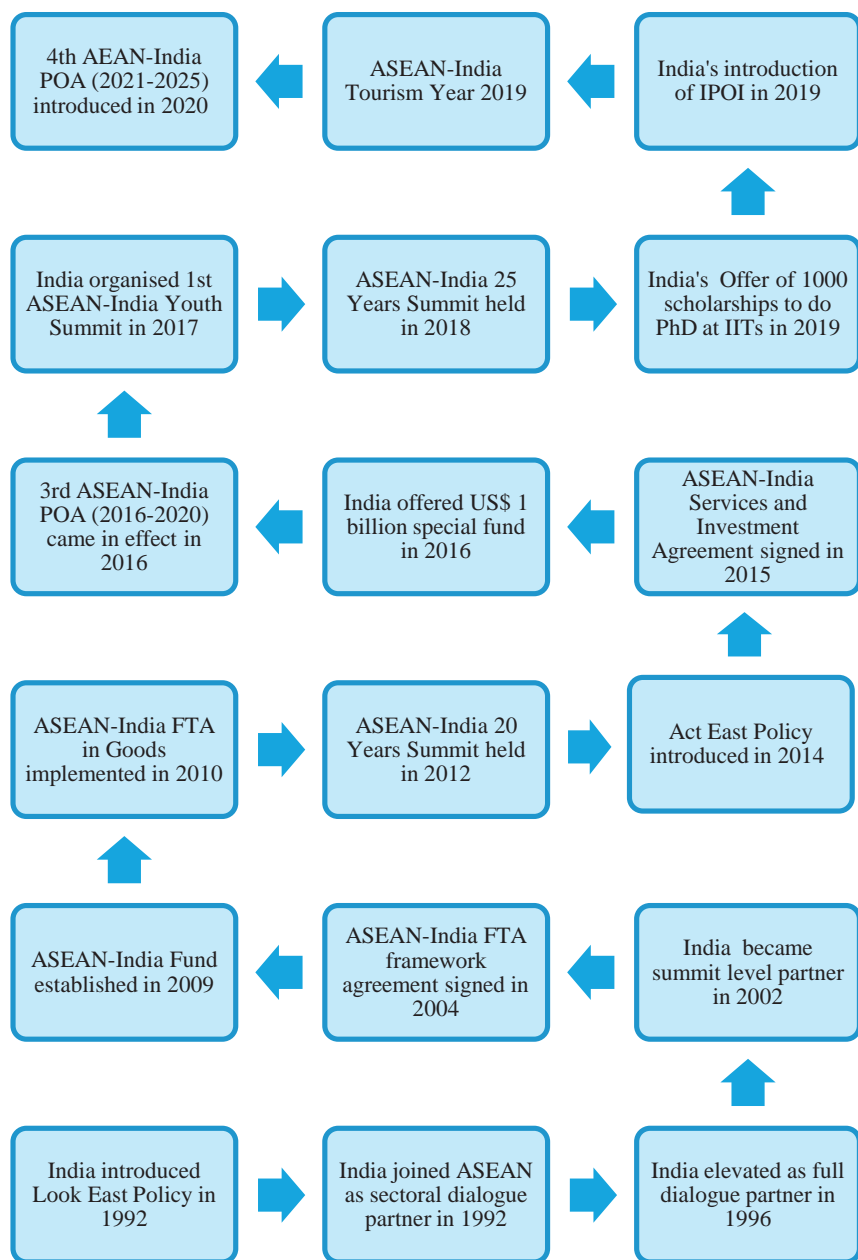 4th AEAN-India
POA (2021-2025)
introduced in 2020
ASEAN-India
Tourism Year 2019
India's introduction
of IPOI in 2019
India organised 1st
ASEAN-India Youth
Summit in 2017
ASEAN-India 25
Years Summit held
in 2018
India's Offer of 1000
scholarships to do
PhD at IITs in 2019
3rd ASEAN-India
POA (2016-2020)
came in effect in
2016
India offered US$ 1
billion special fund
in 2016
ASEAN-India
Services and
Investment
Agreement signed in
2015
ASEAN-India FTA
in Goods
implemented in 2010
ASEAN-India 20
Years Summit held
in 2012
Act East Policy
introduced in 2014
ASEAN-India Fund
established in 2009
ASEAN-India FTA
framework
agreement signed in
2004
India became
summit level partner
in 2002
India introduced
Look East Policy in
1992
India joined ASEAN
as sectoral dialogue
partner in 1992
India elevated as full
dialogue partner in
1996